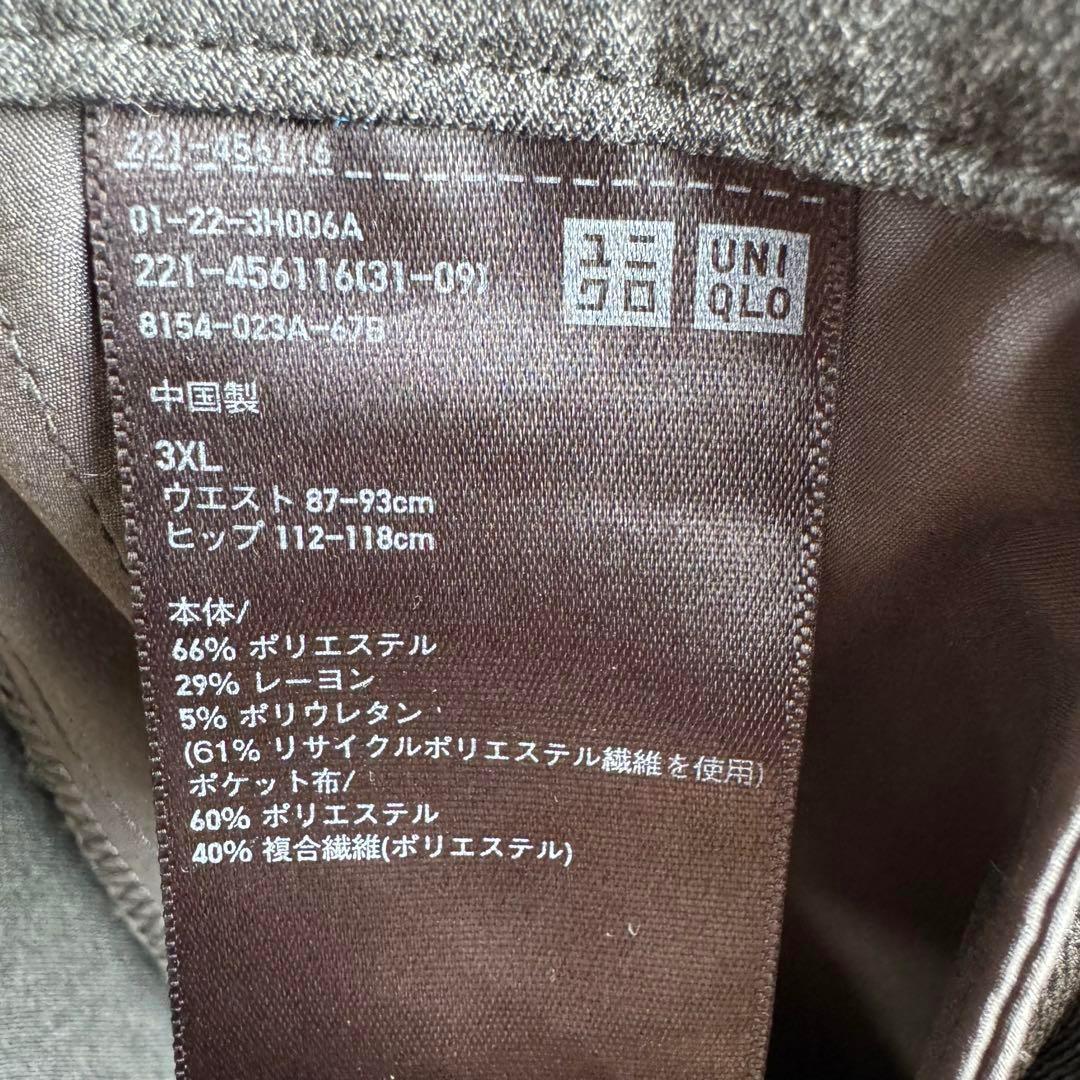 221-456116
01-22-3H006A
221-456116(31-09)
8154-023A-675
ユニ
クロ
UNI
QLO
中国製
3XL
ウエスト 87-93cm
ヒップ 112-118cm
本体/
66% ポリエステル
29% レーヨン
5% ポリウレタン
(61% リサイクルポリエステル繊維を使用)
ポケット布/
60% ポリエステル
40% 複合繊維(ポリエステル)